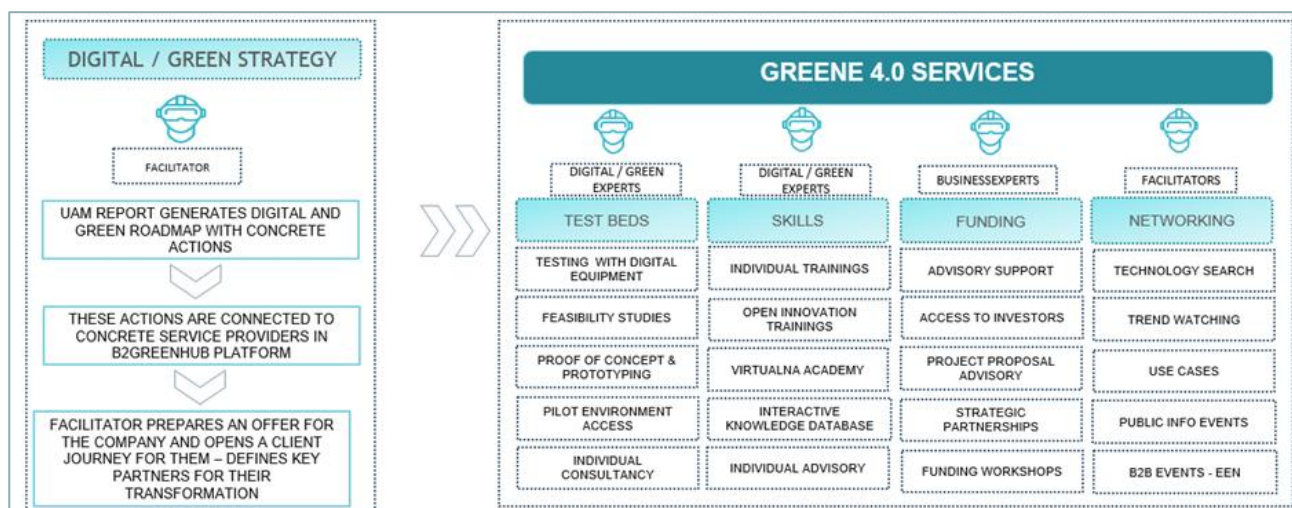 DIGITAL / GREEN STRATEGY
FACILITATOR
UAM REPORT GENERATES DIGITAL AND
GREEN ROADMAP WITH CONCRETE
ACTIONS
THESE ACTIONS ARE CONNECTED TO
CONCRETE SERVICE PROVIDERS IN
B2GREENHUB PLATFORM
FACILITATOR PREPARES AN OFFER FOR
THE COMPANY AND OPENS A CLIENT
JOURNEY FOR THEM – DEFINES KEY
PARTNERS FOR THEIR
TRANSFORMATION
GREENE 4.0 SERVICES
DIGITAL / GREEN
EXPERTS
TEST BEDS
TESTING WITH DIGITAL
EQUIPMENT
FEASIBILITY STUDIES
PROOF OF CONCEPT &
PROTOTYPING
PILOT ENVIRONMENT
ACCESS
INDIVIDUAL
CONSULTANCY
DIGITAL / GREEN
EXPERTS
SKILLS
INDIVIDUAL TRAININGS
OPEN INNOVATION
TRAININGS
VIRTUALNA ACADEMY
INTERACTIVE
KNOWLEDGE DATABASE
INDIVIDUAL ADVISORY
BUSINESSEXPERTS
FUNDING
ADVISORY SUPPORT
ACCESS TO INVESTORS
PROJECT PROPOSAL
ADVISORY
STRATEGIC
PARTNERSHIPS
FUNDING WORKSHOPS
FACILITATORS
NETWORKING
TECHNOLOGY SEARCH
TREND WATCHING
USE CASES
PUBLIC INFO EVENTS
B2B EVENTS - EEN